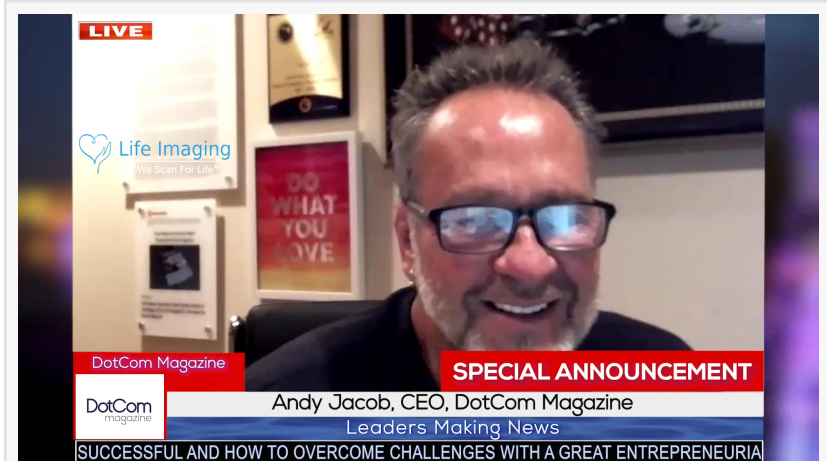 LIVE
Life Imaging
"We Scan For Life"
DO
WHAT
YOU
LOVE
DotCom Magazine
SPECIAL ANNOUNCEMENT
DotCom
magazine
Andy Jacob, CEO, DotCom Magazine
Leaders Making News
SUCCESSFUL AND HOW TO OVERCOME CHALLENGES WITH A GREAT ENTREPRENEURIA